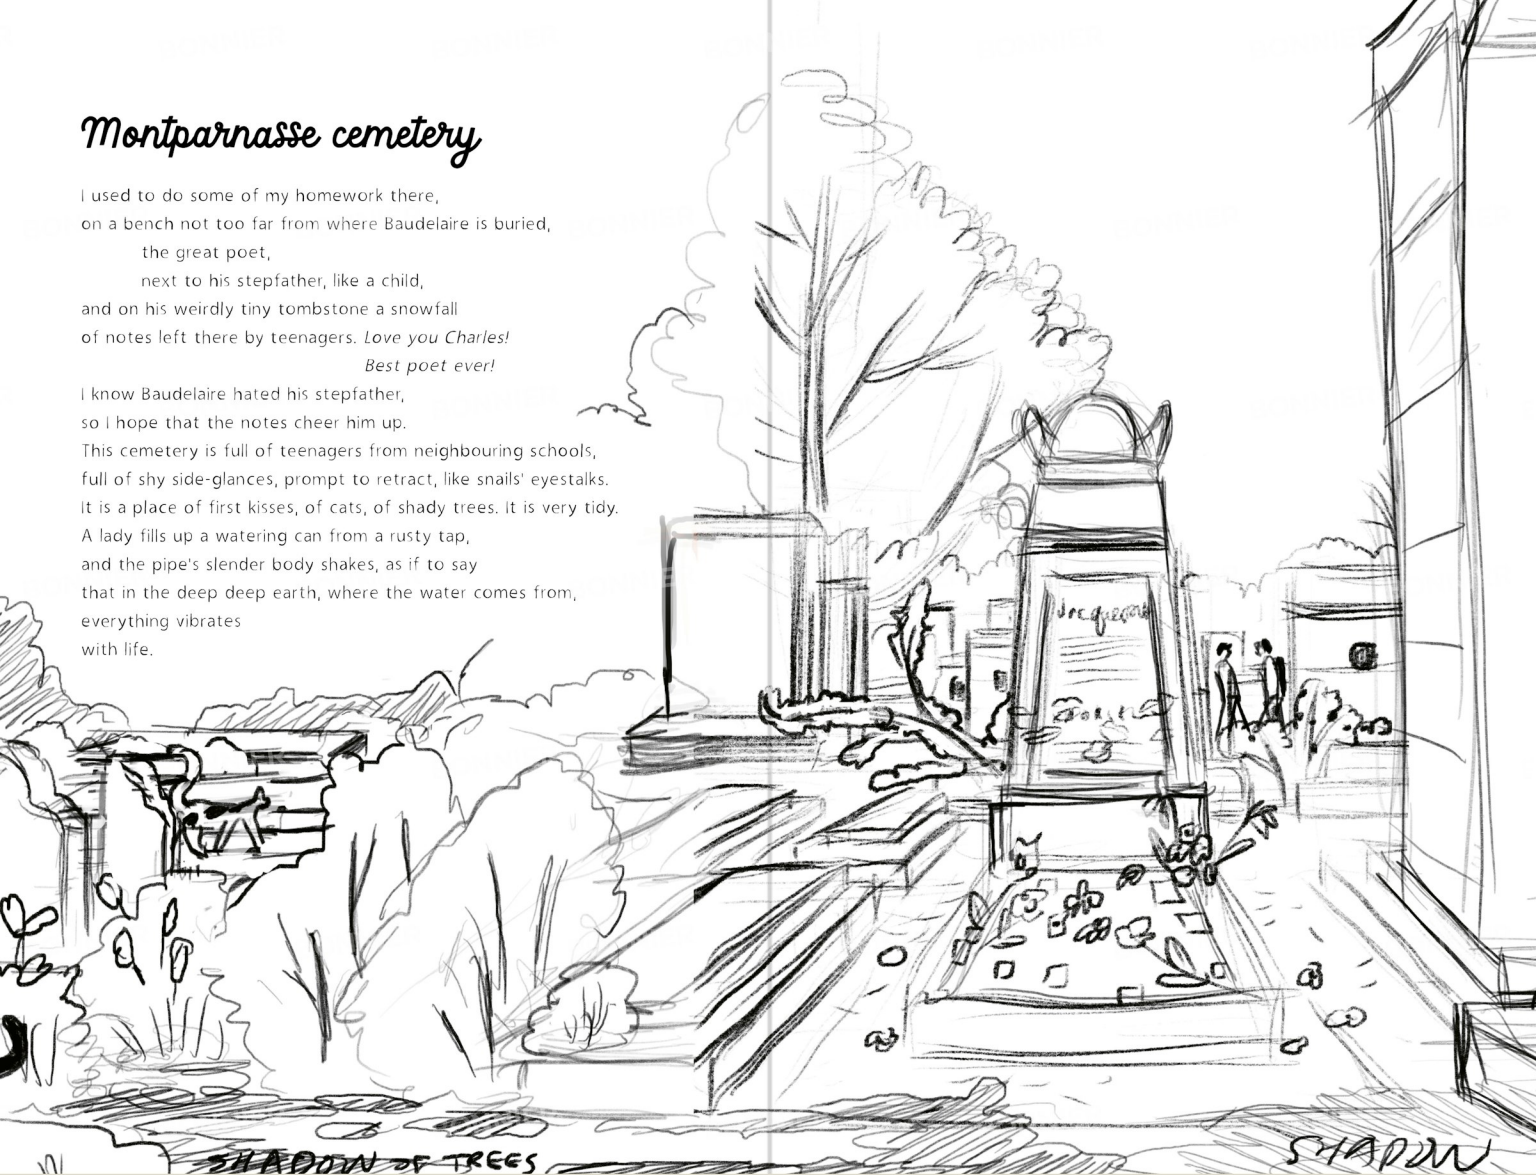 Montparnasse cemetery
I used to do some of my homework there,
on a bench not too far from where Baudelaire is buried,
the great poet,
next to his stepfather, like a child,
and on his weirdly tiny tombstone a snowfall
of notes left there by teenagers. Love you Charles!
Best poet ever!
I know Baudelaire hated his stepfather,
so I hope that the notes cheer him up.
This cemetery is full of teenagers from neighbouring schools,
full of shy side-glances, prompt to retract, like snails' eyestalks.
It is a place of first kisses, of cats, of shady trees. It is very tidy.
A lady fills up a watering can from a rusty tap,
and the pipe's slender body shakes, as if to say
that in the deep deep earth, where the water comes from,
everything vibrates
with life.
SHADOW OF TREES
SHADOW